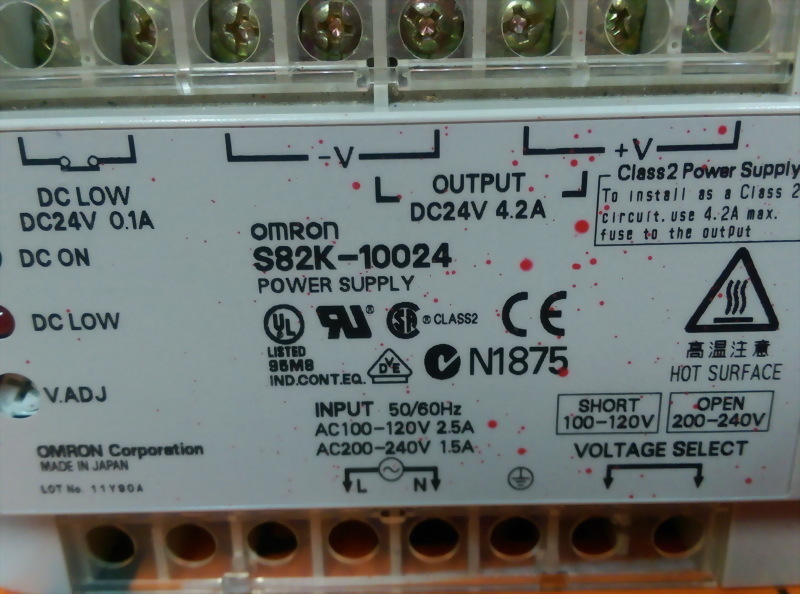 -V
+V
DC LOW
DC24V 0.1A
OUTPUT
DC24V 4.2A
Class2 Power Supply
To install as a Class 2
circuit, use 4.2A max.
fuse to the output
DC ON
OMRON
S82K-10024
POWER SUPPLY
DC LOW
UL
LISTED
95M8
IND.CONT.EQ.
® CLASS2
CE
VDE
N1875
高温注意
HOT SURFACE
V.ADJ
INPUT 50/60Hz
AC100-120V 2.5A
AC200-240V 1.5A
L
N
SHORT
100-120V
OPEN
200-240V
VOLTAGE SELECT
OMRON Corporation
MADE IN JAPAN
LOT No. 11Y90A